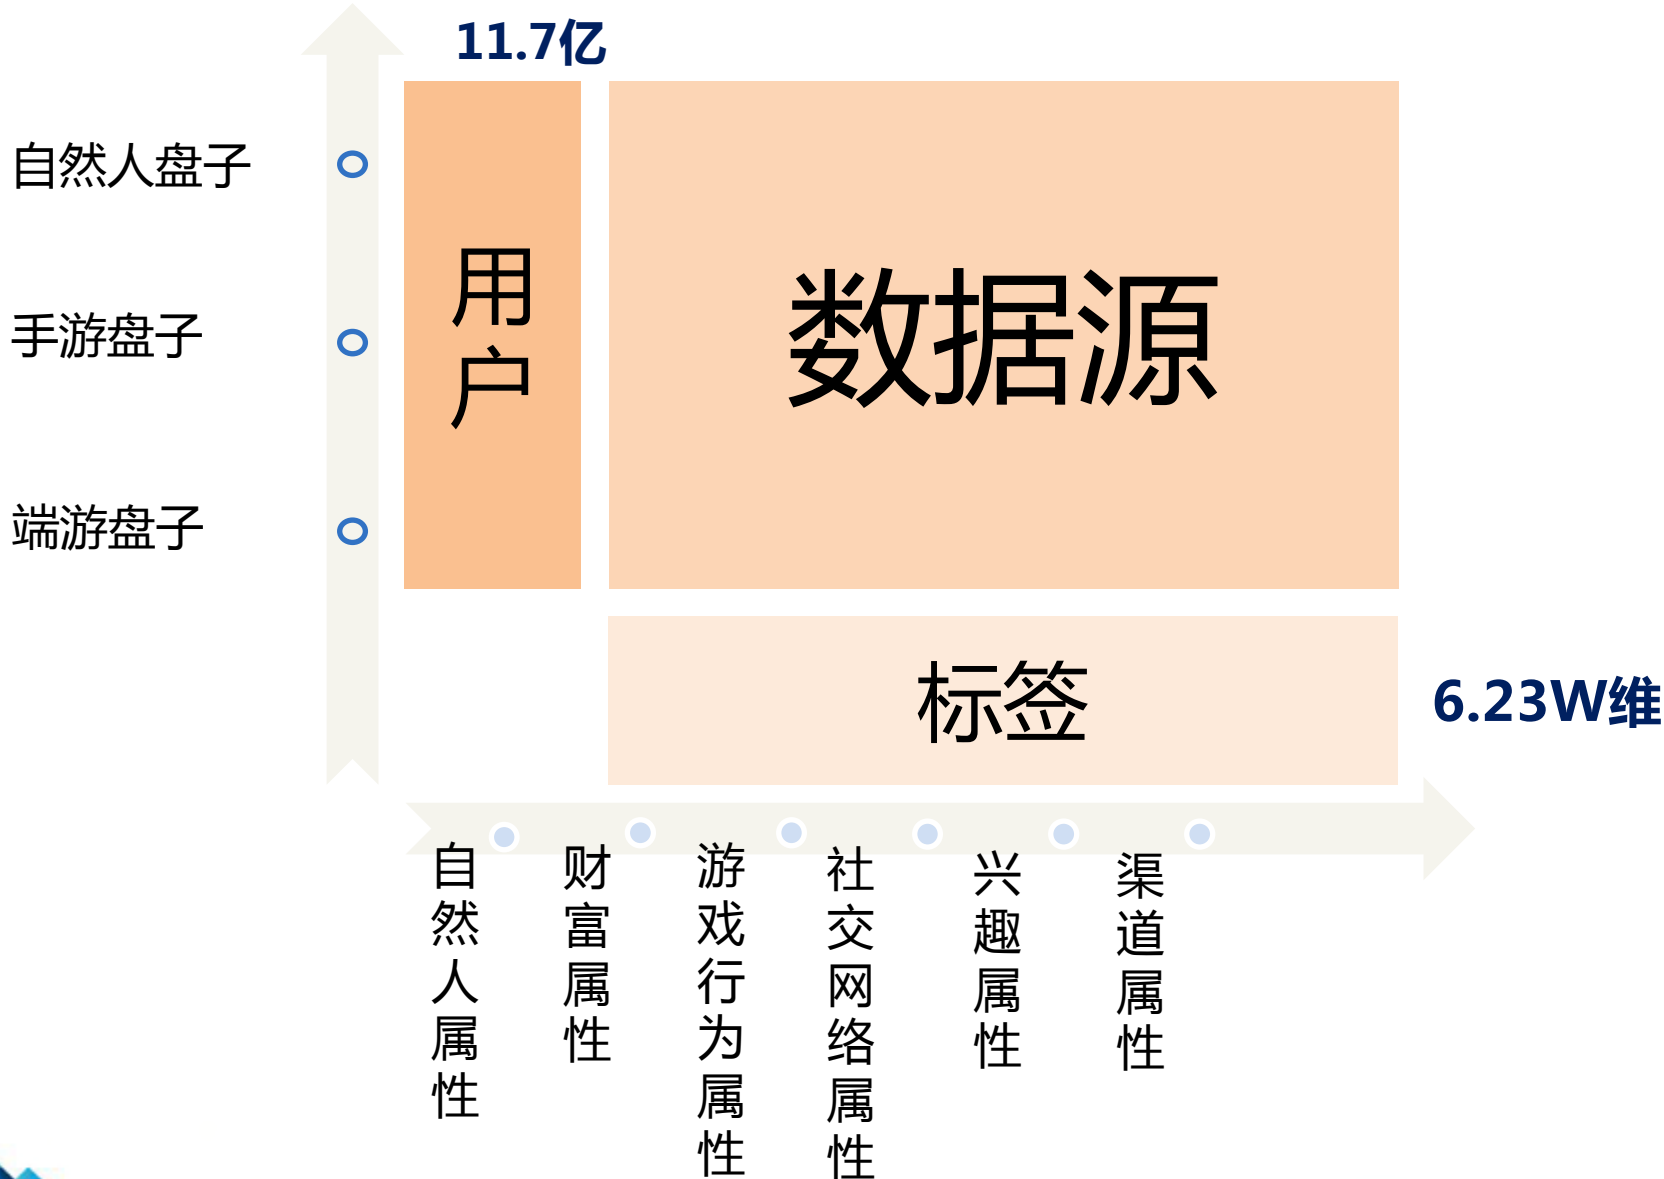 11.7亿
自然人盘子
手游盘子
端游盘子
用户
数据源
标签
6.23W维
自然人属性
财富属性
游戏行为属性
社交网络属性
兴趣属性
渠道属性